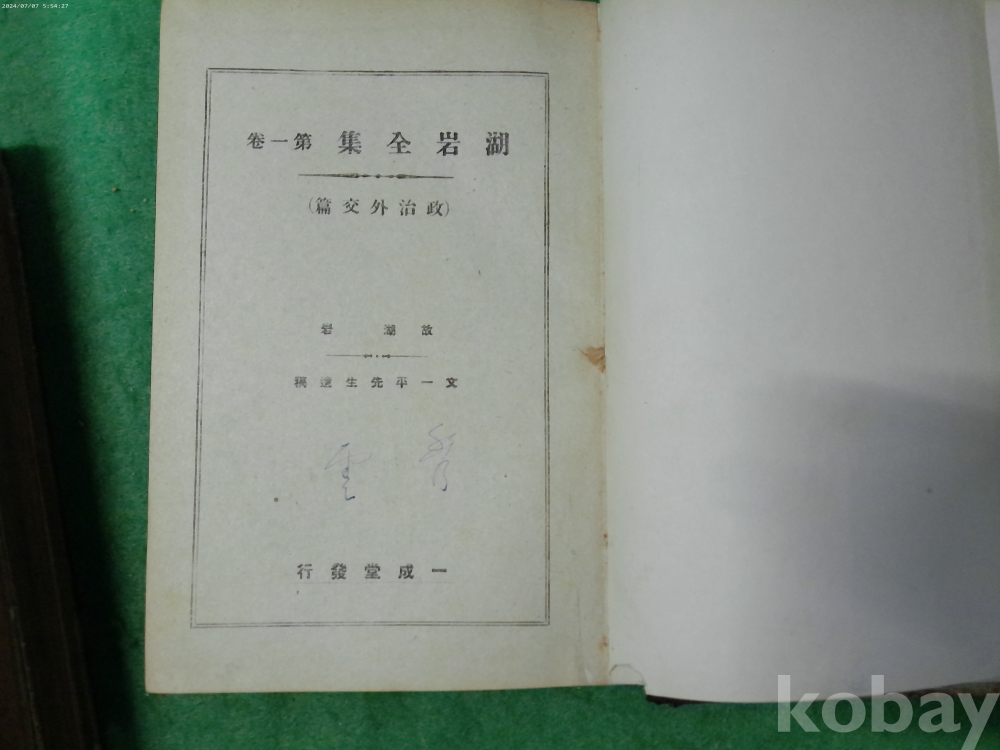 2024/07/07 5:54:27
湖岩全集 第一卷
(政治外交篇)
故湖岩
文一平先生遺稿
一成堂發行
kobay